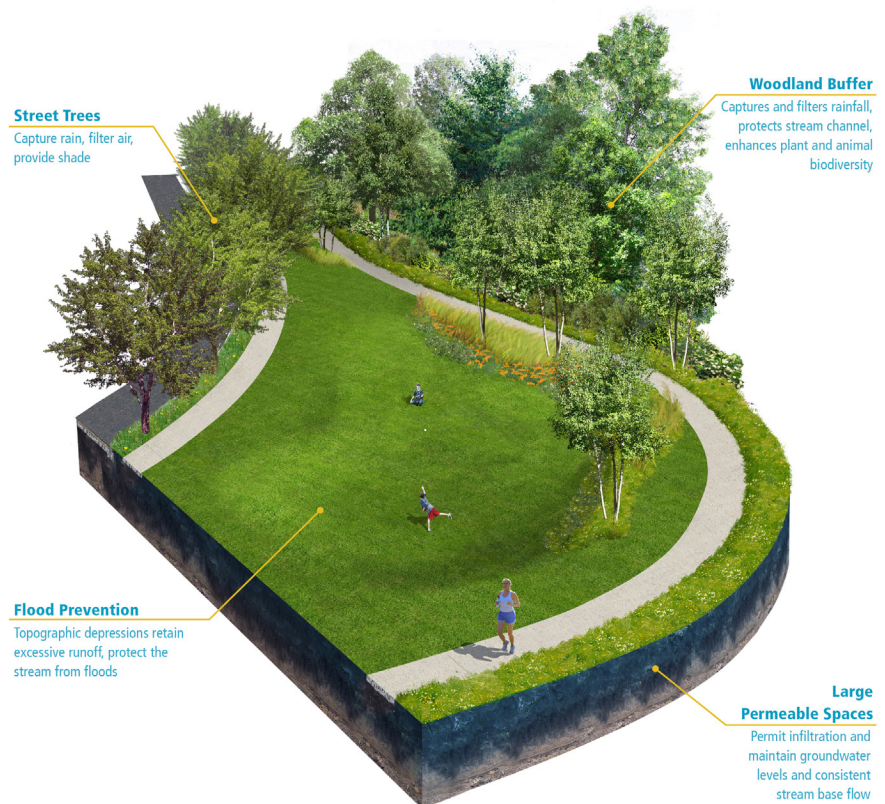 Street Trees
Capture rain, filter air,
provide shade
Woodland Buffer
Captures and filters rainfall,
protects stream channel,
enhances plant and animal
biodiversity
Flood Prevention
Topographic depressions retain
excessive runoff, protect the
stream from floods
Large
Permeable Spaces
Permit infiltration and
maintain groundwater
levels and consistent
stream base flow